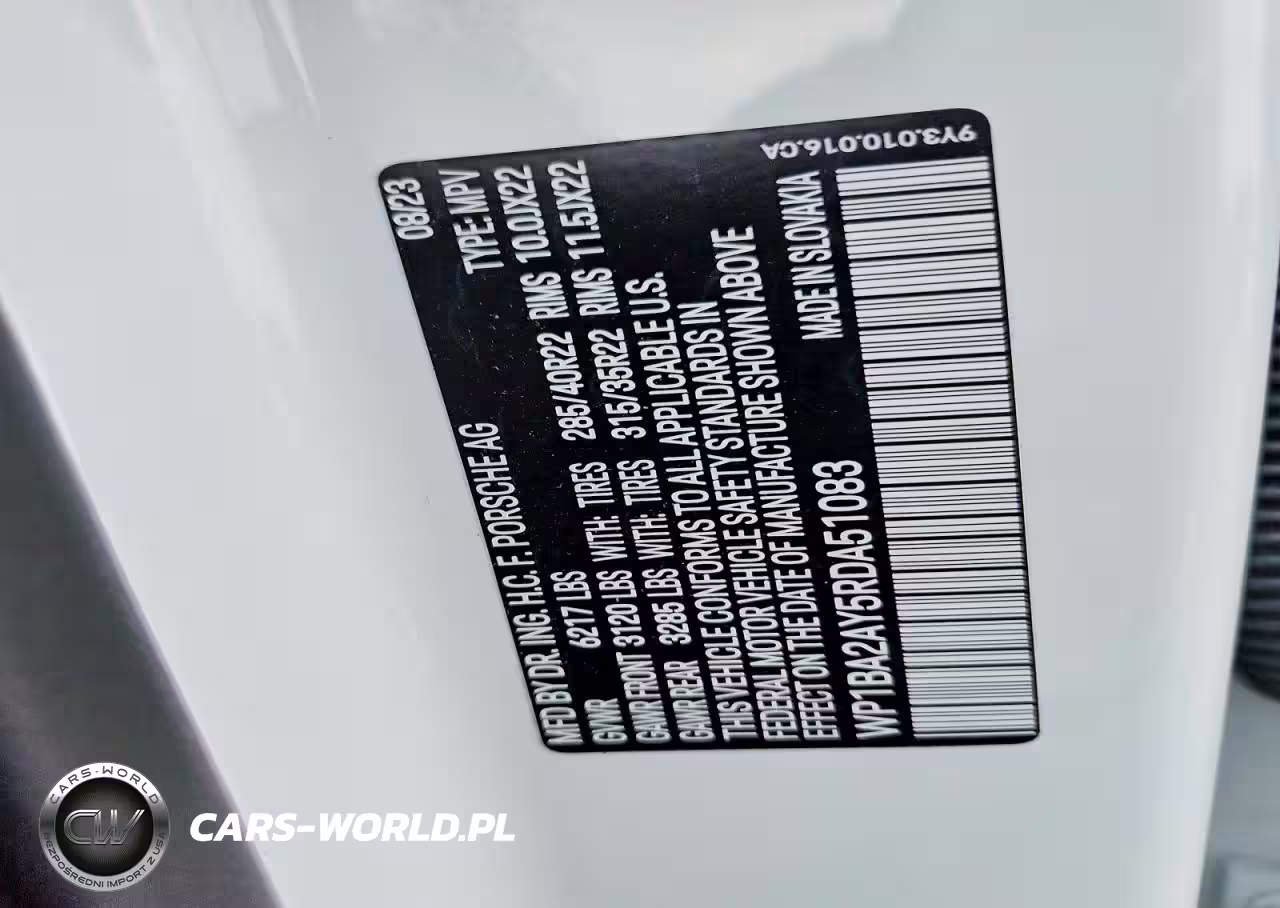 08/23
MFD BY DR. ING. H.C. F. PORSCHE AG TYPE: MPV
GVWR 6217 LBS WITH: TIRES 285/40R22 RIMS 10.0JX22
GAWR FRONT 3120 LBS WITH: TIRES 315/35R22 RIMS 11.5JX22
GAWR REAR 3285 LBS
THIS VEHICLE CONFORMS TO ALL APPLICABLE U.S.
FEDERAL MOTOR VEHICLE SAFETY STANDARDS IN
EFFECT ON THE DATE OF MANUFACTURE SHOWN ABOVE
WP1BA2AY5RDA51083 MADE IN SLOVAKIA
9Y3.010.016.CA
CARS-WORLD
CW
BEZPOŚREDNI IMPORT Z USA
CARS-WORLD.PL